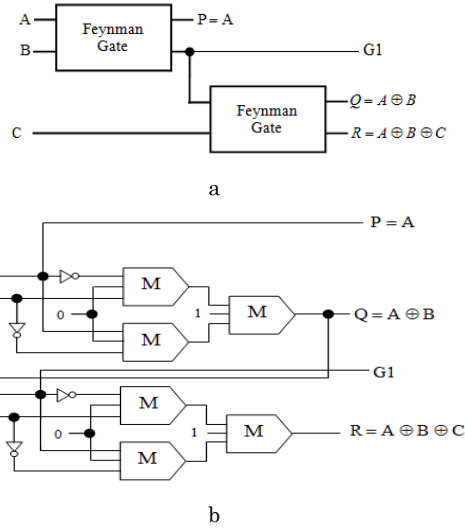 A
P = A
Feynman
Gate
B
G1
Feynman
Gate
Q = A ⊕ B
C
R = A ⊕ B ⊕ C
a
P = A
M
0
1
M
Q = A ⊕ B
M
G1
M
0
1
M
R = A ⊕ B ⊕ C
M
b